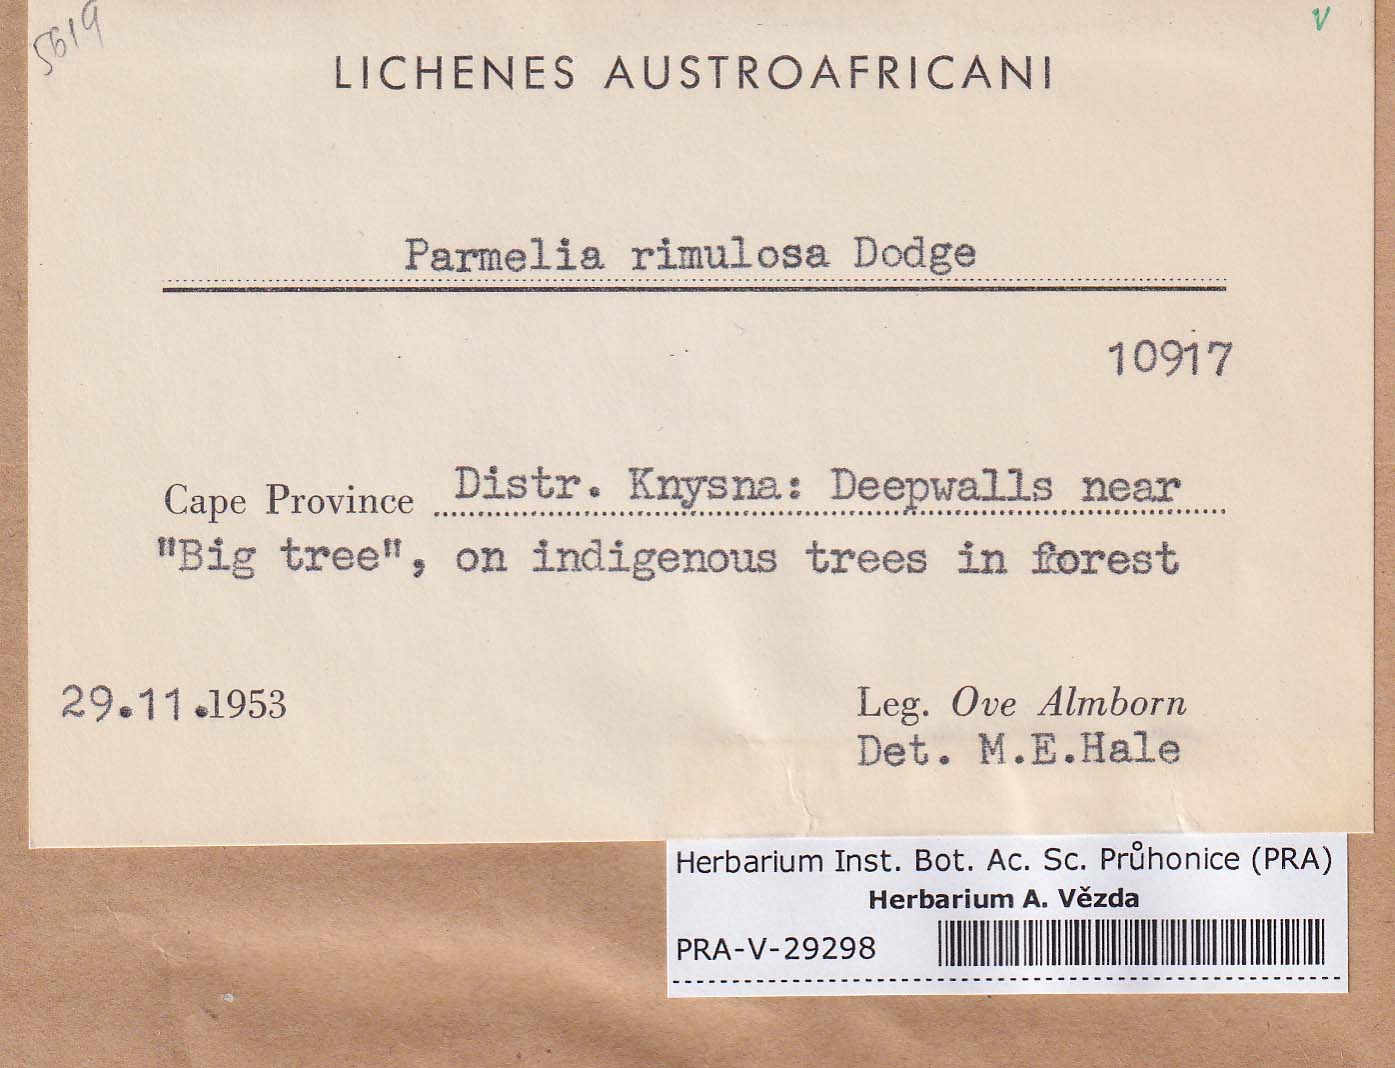 5619
v
LICHENES AUSTROAFRICANI
Parmelia rimulosa Dodge
10917
Cape Province Distr. Knysna: Deepwalls near
"Big tree", on indigenous trees in forest
29.11.1953
Leg. Ove Almborn
Det. M.E.Hale
Herbarium Inst. Bot. Ac. Sc. Průhonice (PRA)
Herbarium A. Vězda
PRA-V-29298